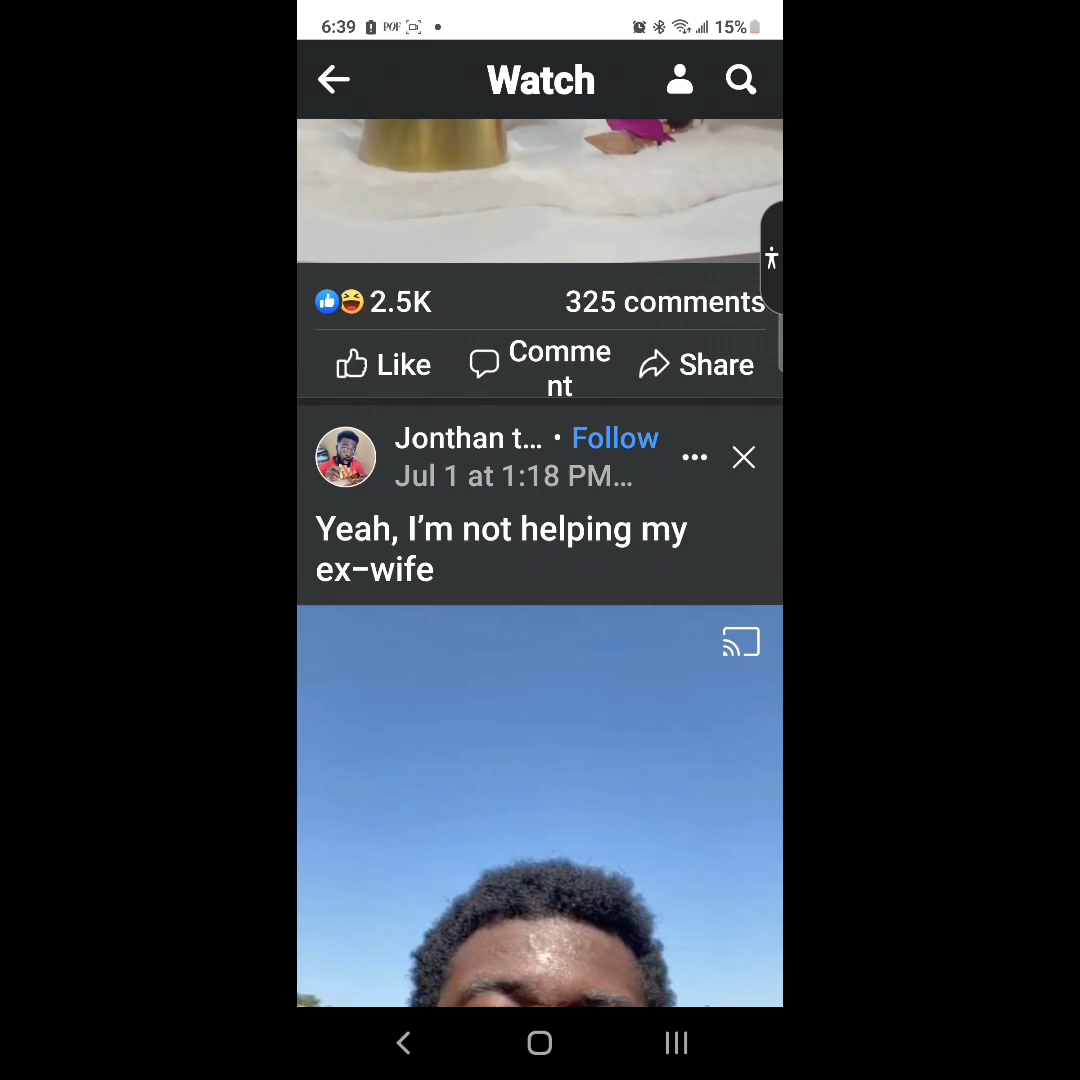 6:39 POF 15%
Watch
2.5K 325 comments
Like Comme Share
nt
Jonthan t... • Follow
Jul 1 at 1:18 PM...
Yeah, I’m not helping my
ex–wife